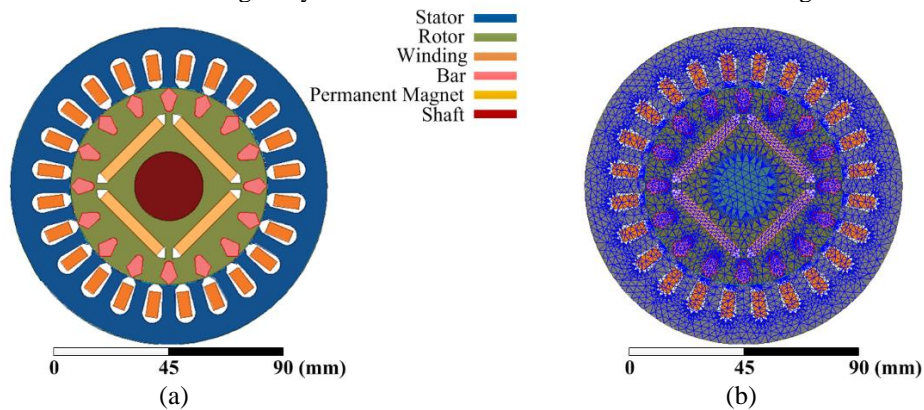 Stator
Rotor
Winding
Bar
Permanent Magnet
Shaft
0 45 90 (mm)
0 45 90 (mm)
(a)
(b)